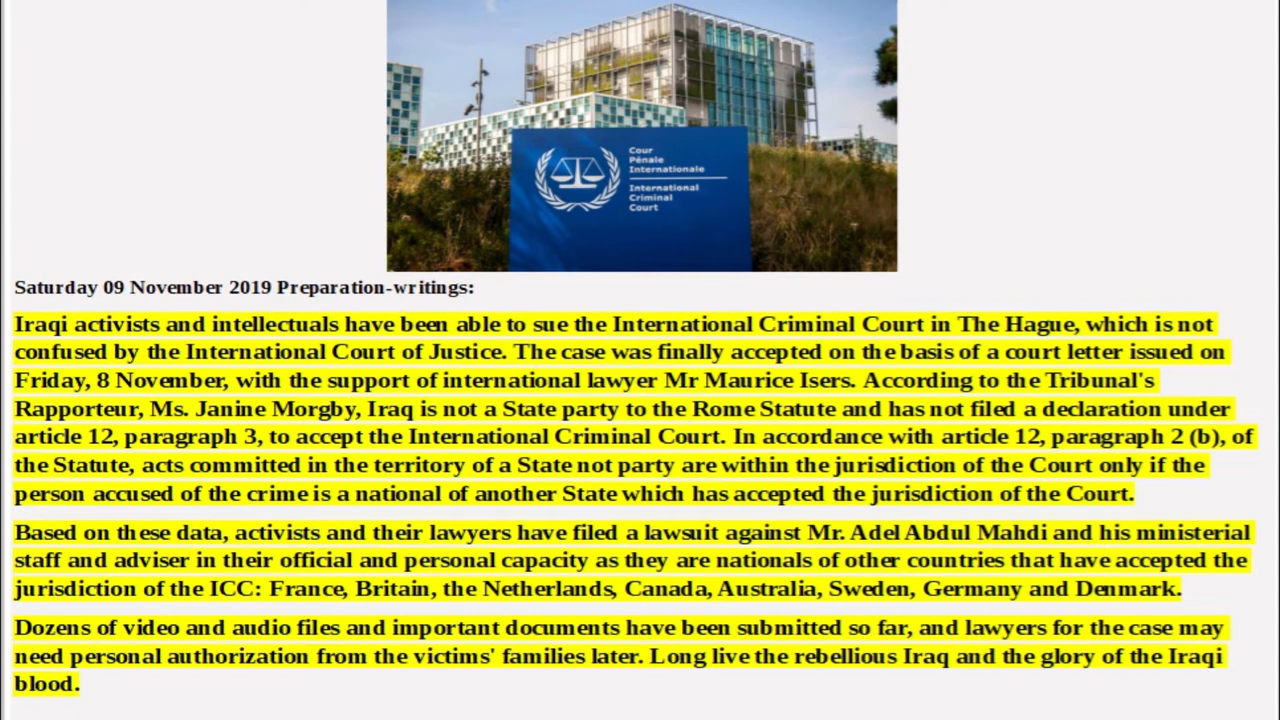 Cour
Pénale
Internationale
International
Criminal
Court
Saturday 09 November 2019 Preparation-writings:
Iraqi activists and intellectuals have been able to sue the International Criminal Court in The Hague, which is not
confused by the International Court of Justice. The case was finally accepted on the basis of a court letter issued on
Friday, 8 November, with the support of international lawyer Mr Maurice Isers. According to the Tribunal's
Rapporteur, Ms. Janine Morgby, Iraq is not a State party to the Rome Statute and has not filed a declaration under
article 12, paragraph 3, to accept the International Criminal Court. In accordance with article 12, paragraph 2 (b), of
the Statute, acts committed in the territory of a State not party are within the jurisdiction of the Court only if the
person accused of the crime is a national of another State which has accepted the jurisdiction of the Court.
Based on these data, activists and their lawyers have filed a lawsuit against Mr. Adel Abdul Mahdi and his ministerial
staff and adviser in their official and personal capacity as they are nationals of other countries that have accepted the
jurisdiction of the ICC: France, Britain, the Netherlands, Canada, Australia, Sweden, Germany and Denmark.
Dozens of video and audio files and important documents have been submitted so far, and lawyers for the case may
need personal authorization from the victims' families later. Long live the rebellious Iraq and the glory of the Iraqi
blood.